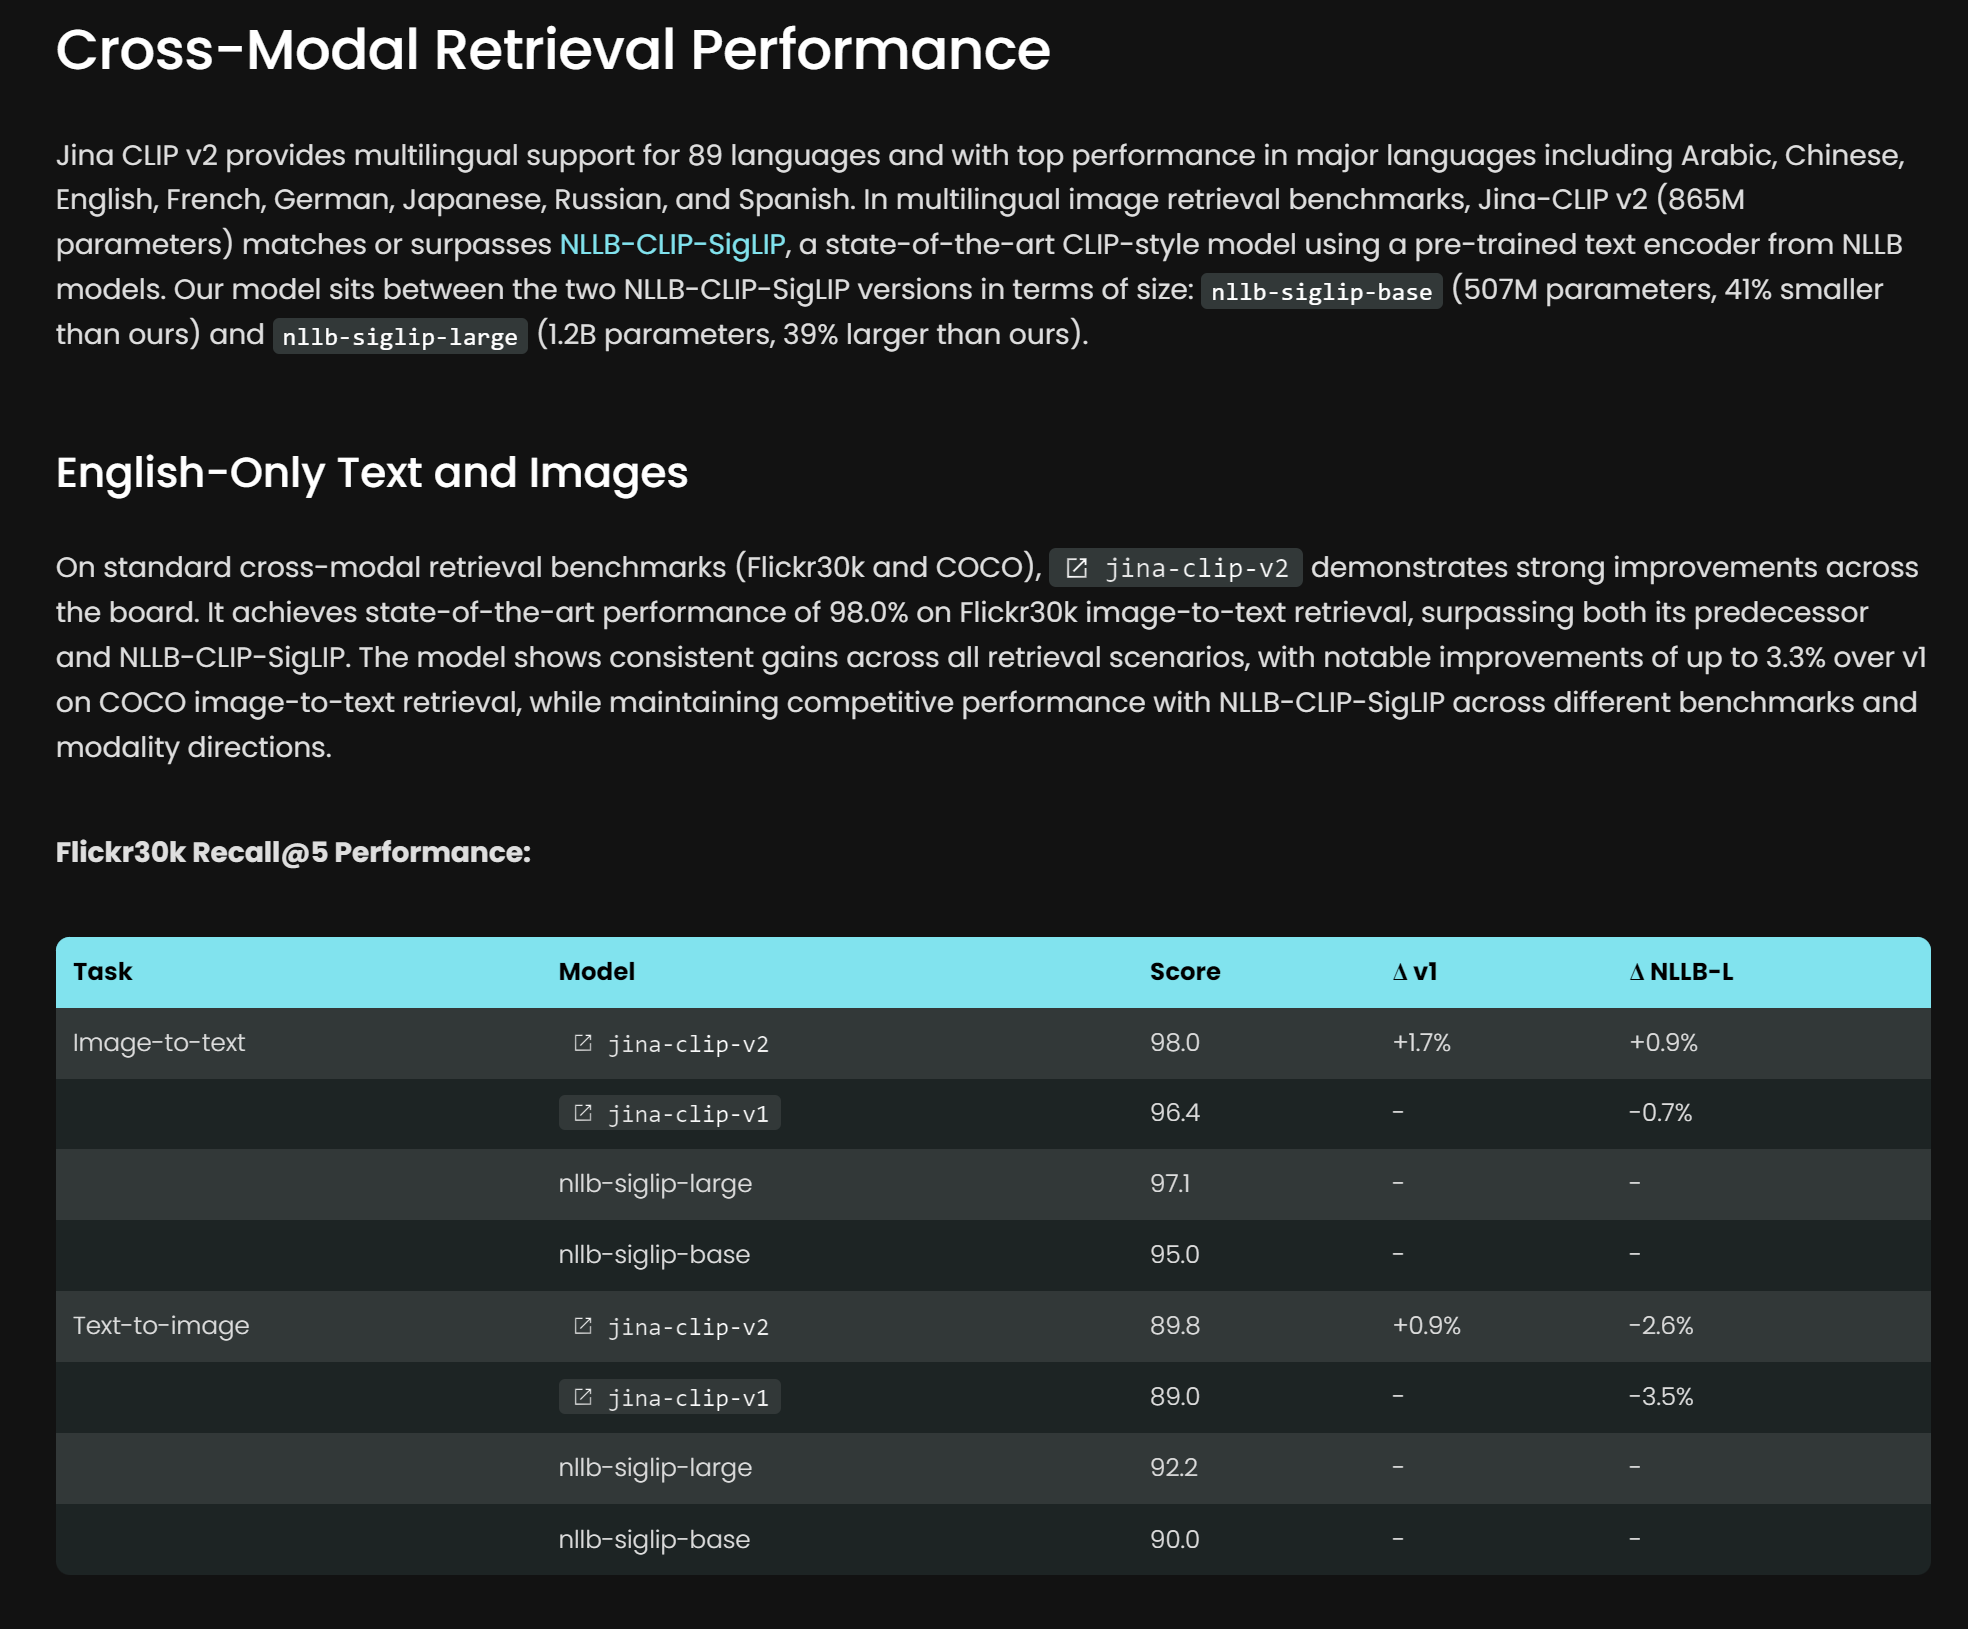 Cross-Modal Retrieval Performance
Jina CLIP v2 provides multilingual support for 89 languages and with top performance in major languages including Arabic, Chinese,
English, French, German, Japanese, Russian, and Spanish. In multilingual image retrieval benchmarks, Jina-CLIP v2 (865M
parameters) matches or surpasses NLLB-CLIP-SigLIP, a state-of-the-art CLIP-style model using a pre-trained text encoder from NLLB
models. Our model sits between the two NLLB-CLIP-SigLIP versions in terms of size: nllb-siglip-base (507M parameters, 41% smaller
than ours) and nllb-siglip-large (1.2B parameters, 39% larger than ours).
English-Only Text and Images
On standard cross-modal retrieval benchmarks (Flickr30k and COCO), jina-clip-v2 demonstrates strong improvements across
the board. It achieves state-of-the-art performance of 98.0% on Flickr30k image-to-text retrieval, surpassing both its predecessor
and NLLB-CLIP-SigLIP. The model shows consistent gains across all retrieval scenarios, with notable improvements of up to 3.3% over v1
on COCO image-to-text retrieval, while maintaining competitive performance with NLLB-CLIP-SigLIP across different benchmarks and
modality directions.
Flickr30k Recall@5 Performance:
Task Model Score Δ v1 Δ NLLB-L
Image-to-text jina-clip-v2 98.0 +1.7% +0.9%
jina-clip-v1 96.4 - -0.7%
nllb-siglip-large 97.1 - -
nllb-siglip-base 95.0 - -
Text-to-image jina-clip-v2 89.8 +0.9% -2.6%
jina-clip-v1 89.0 - -3.5%
nllb-siglip-large 92.2 - -
nllb-siglip-base 90.0 - -